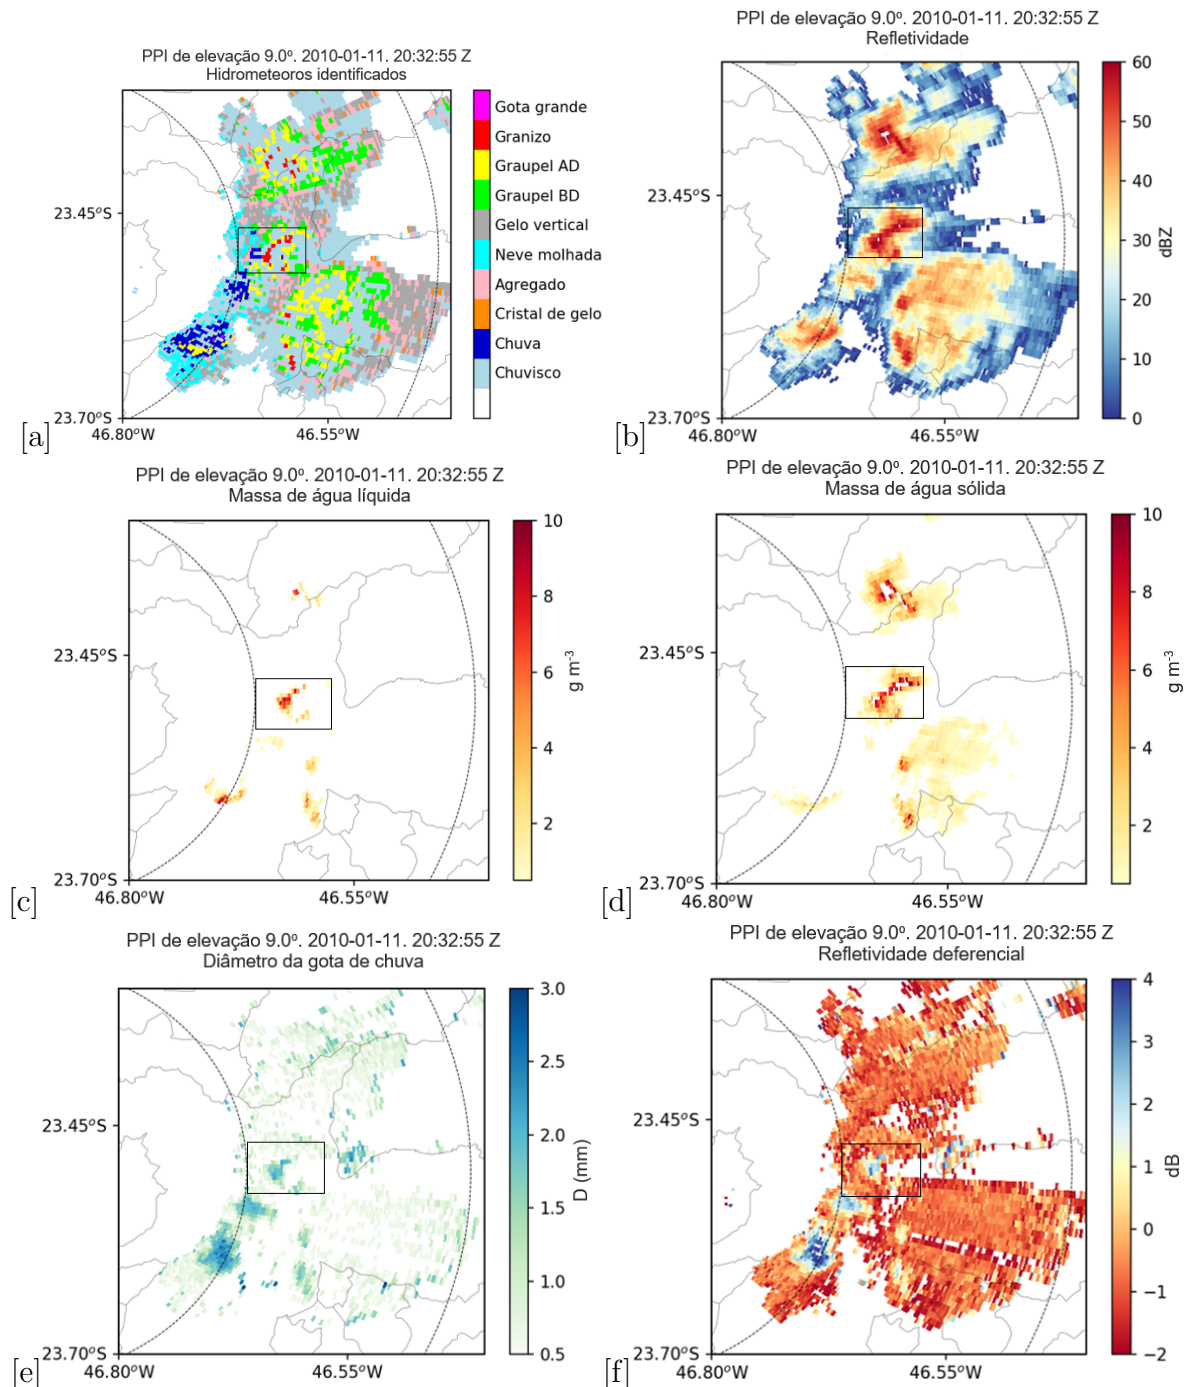 PPI de elevação 9.0º. 2010-01-11. 20:32:55 Z
Hidrometeoros identificados
Gota grande
Granizo
Graupel AD
Graupel BD
Gelo vertical
Neve molhada
Agregado
Cristal de gelo
Chuva
Chuvisco
23.45ºS
23.70ºS
46.80ºW
46.55ºW
[a]
PPI de elevação 9.0º. 2010-01-11. 20:32:55 Z
Refletividade
60
50
40
30
20
10
0
dBZ
23.45ºS
23.70ºS
46.80ºW
46.55ºW
[b]
PPI de elevação 9.0º. 2010-01-11. 20:32:55 Z
Massa de água líquida
10
8
6
4
2
g m⁻³
23.45ºS
23.70ºS
46.80ºW
46.55ºW
[c]
PPI de elevação 9.0º. 2010-01-11. 20:32:55 Z
Massa de água sólida
10
8
6
4
2
g m⁻³
23.45ºS
23.70ºS
46.80ºW
46.55ºW
[d]
PPI de elevação 9.0º. 2010-01-11. 20:32:55 Z
Diâmetro da gota de chuva
3.0
2.5
2.0
1.5
1.0
0.5
D (mm)
23.45ºS
23.70ºS
46.80ºW
46.55ºW
[e]
PPI de elevação 9.0º. 2010-01-11. 20:32:55 Z
Refletividade deferencial
4
3
2
1
0
−1
−2
dB
23.45ºS
23.70ºS
46.80ºW
46.55ºW
[f]